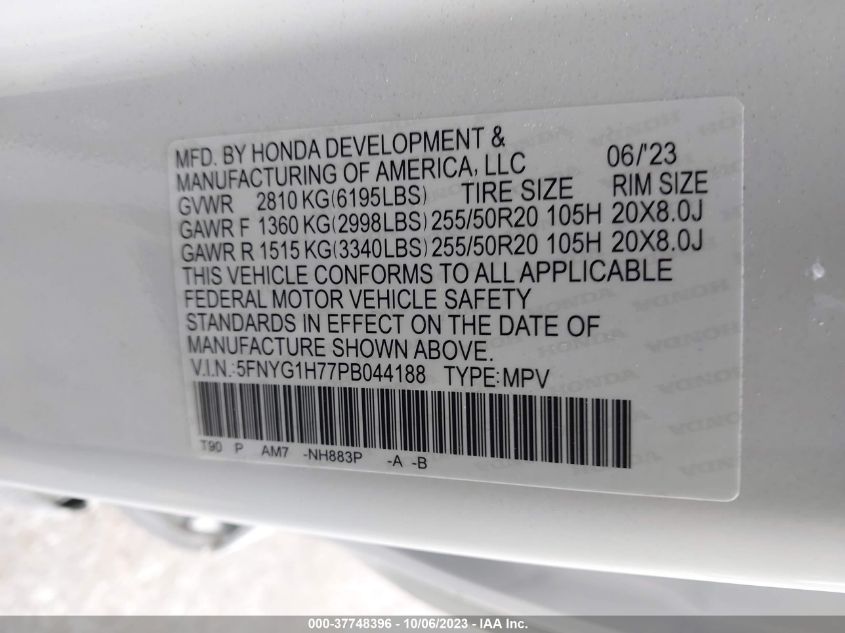 MFD. BY HONDA DEVELOPMENT &
MANUFACTURING OF AMERICA, LLC 06/'23
GVWR 2810 KG(6195LBS) TIRE SIZE RIM SIZE
GAWR F 1360 KG(2998LBS) 255/50R20 105H 20X8.0J
GAWR R 1515 KG(3340LBS) 255/50R20 105H 20X8.0J
THIS VEHICLE CONFORMS TO ALL APPLICABLE
FEDERAL MOTOR VEHICLE SAFETY
STANDARDS IN EFFECT ON THE DATE OF
MANUFACTURE SHOWN ABOVE.
V.I.N.:5FNYG1H77PB044188 TYPE:MPV
T90 P AM7 -NH883P -A -B
000-37748396 - 10/06/2023 - IAA Inc.